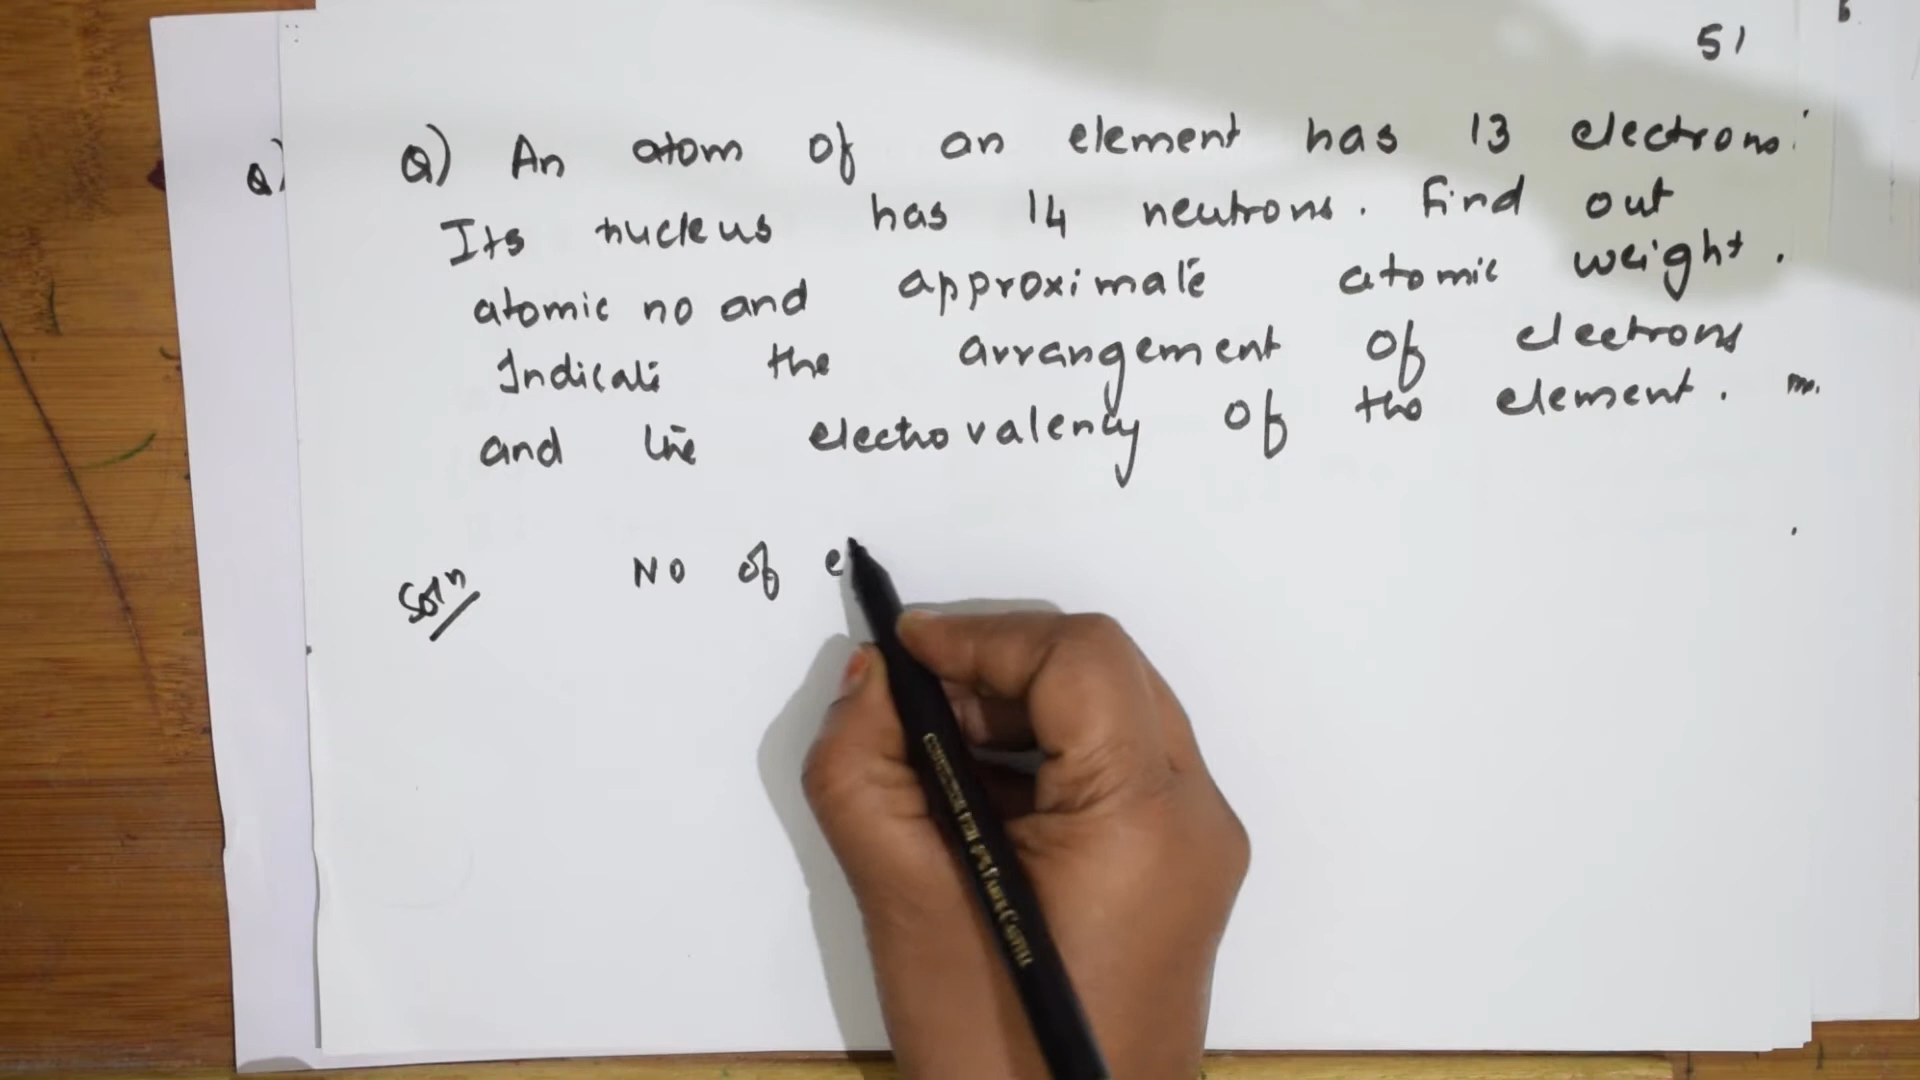 51
Q)
Q) An atom of an element has 13 electrons.
Its nucleus has 14 neutrons. Find out
atomic no and approximate atomic weight.
Indicate the arrangement of electrons
and the electrovalency of the element.
Soln No of e